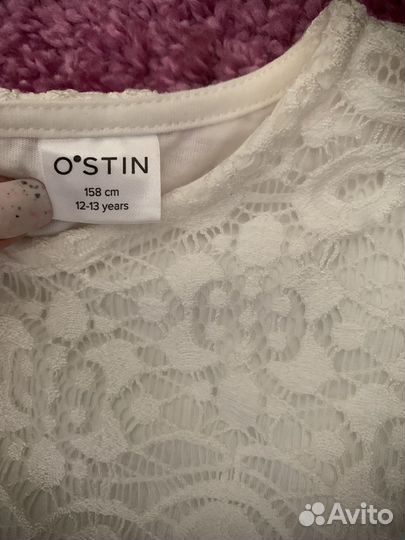 O'STIN
158 cm
12-13 years
Avito